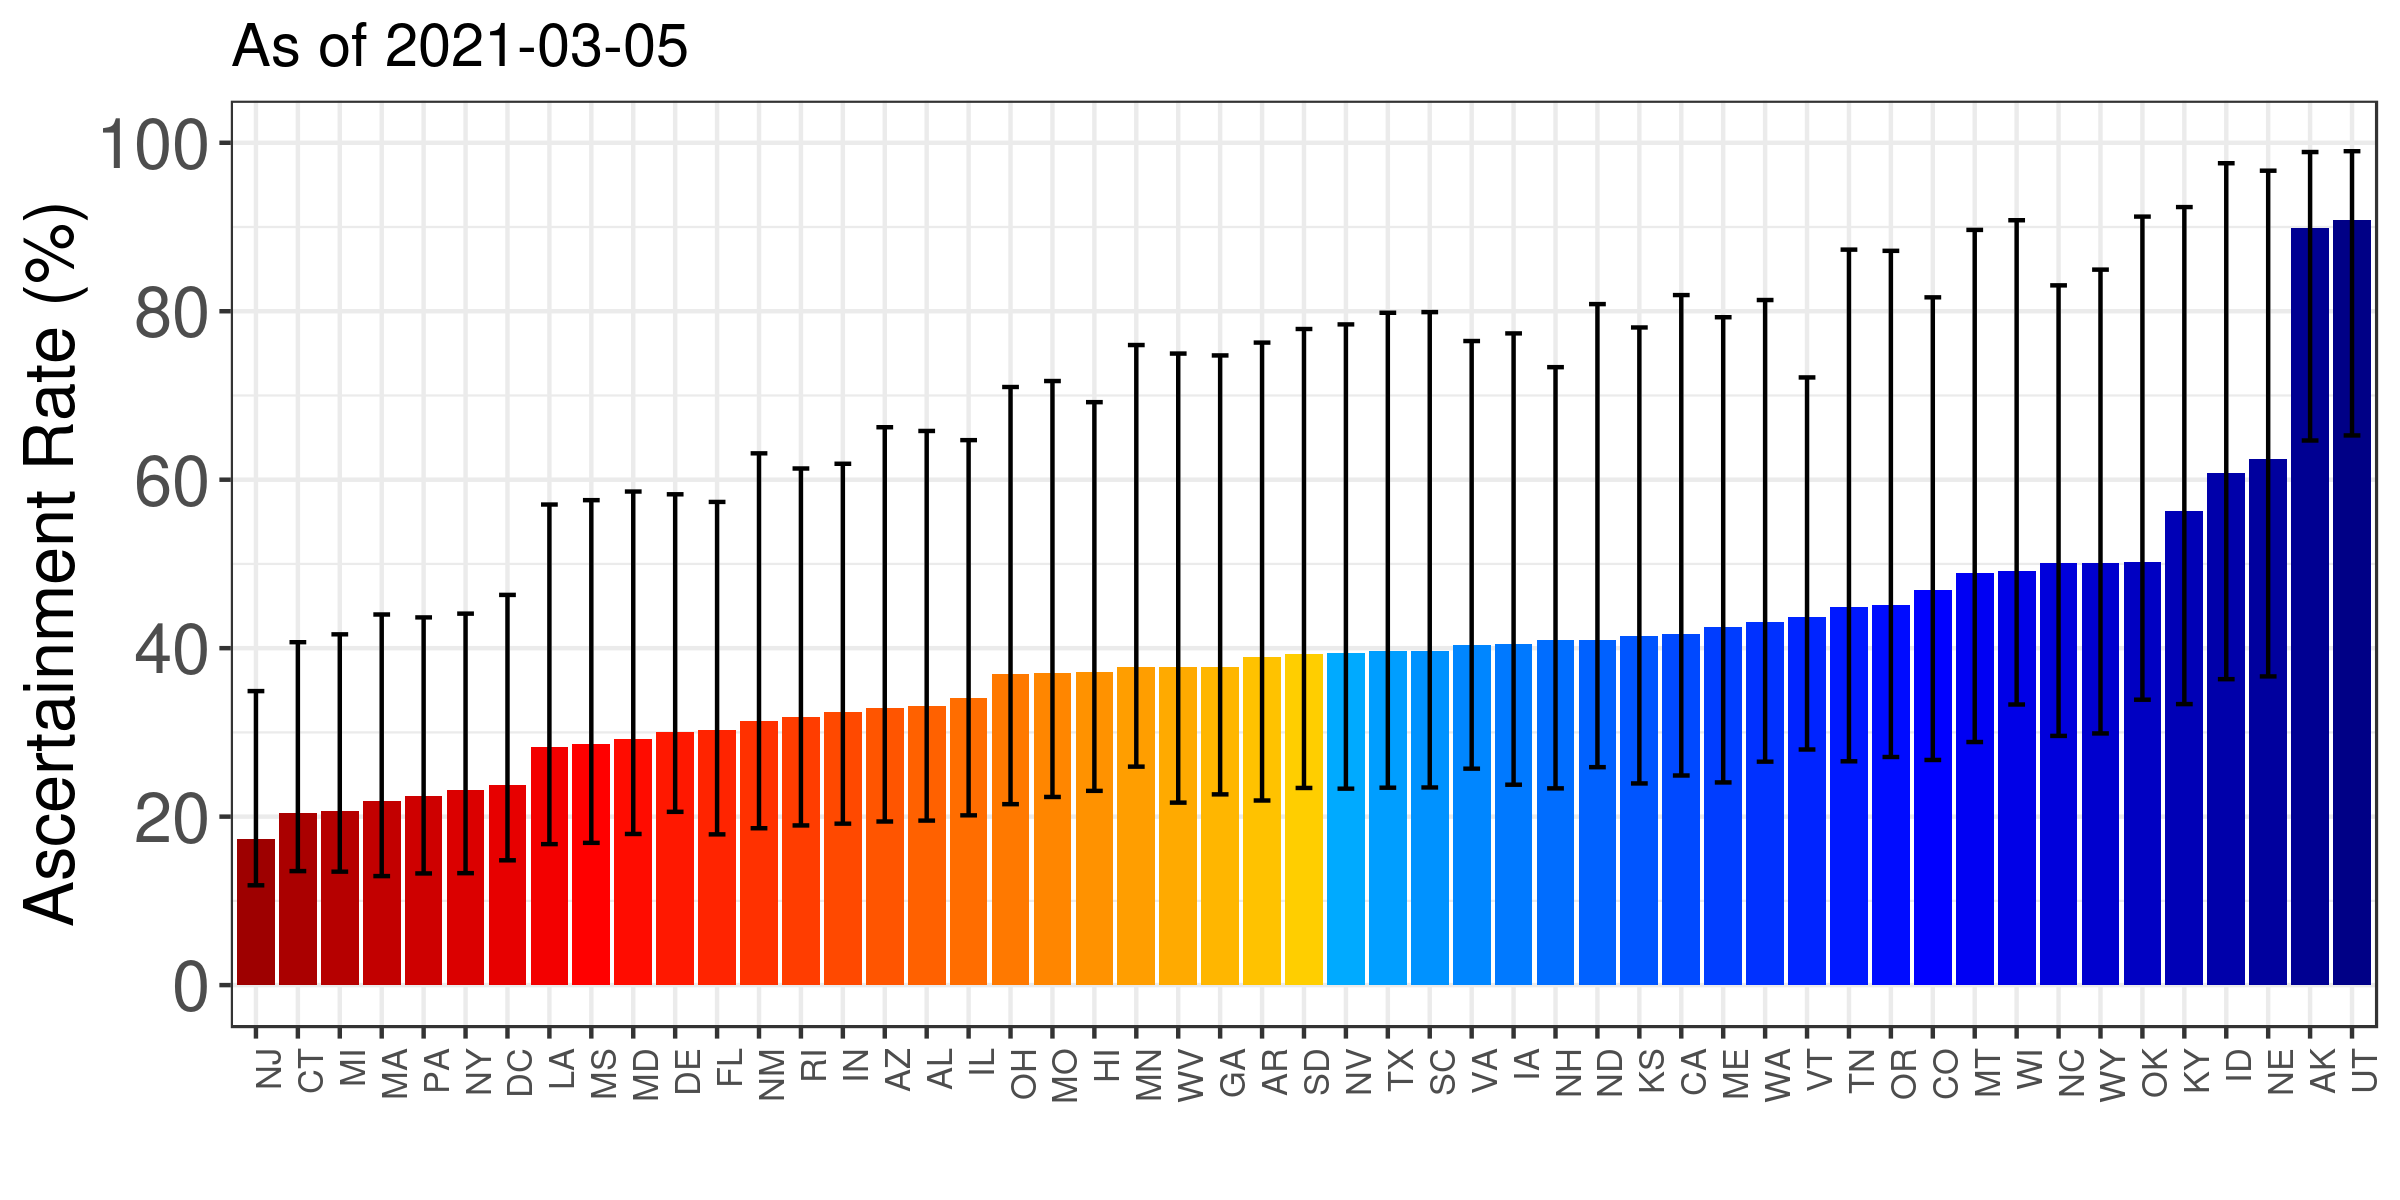 As of 2021-03-05
Ascertainment Rate (%)
100
80
60
40
20
0
NJ
CT
MI
MA
PA
NY
DC
LA
MS
MD
DE
FL
NM
RI
IN
AZ
AL
IL
OH
MO
HI
MN
WV
GA
AR
SD
NV
TX
SC
VA
IA
NH
ND
KS
CA
ME
WA
VT
TN
OR
CO
MT
WI
NC
WY
OK
KY
ID
NE
AK
UT